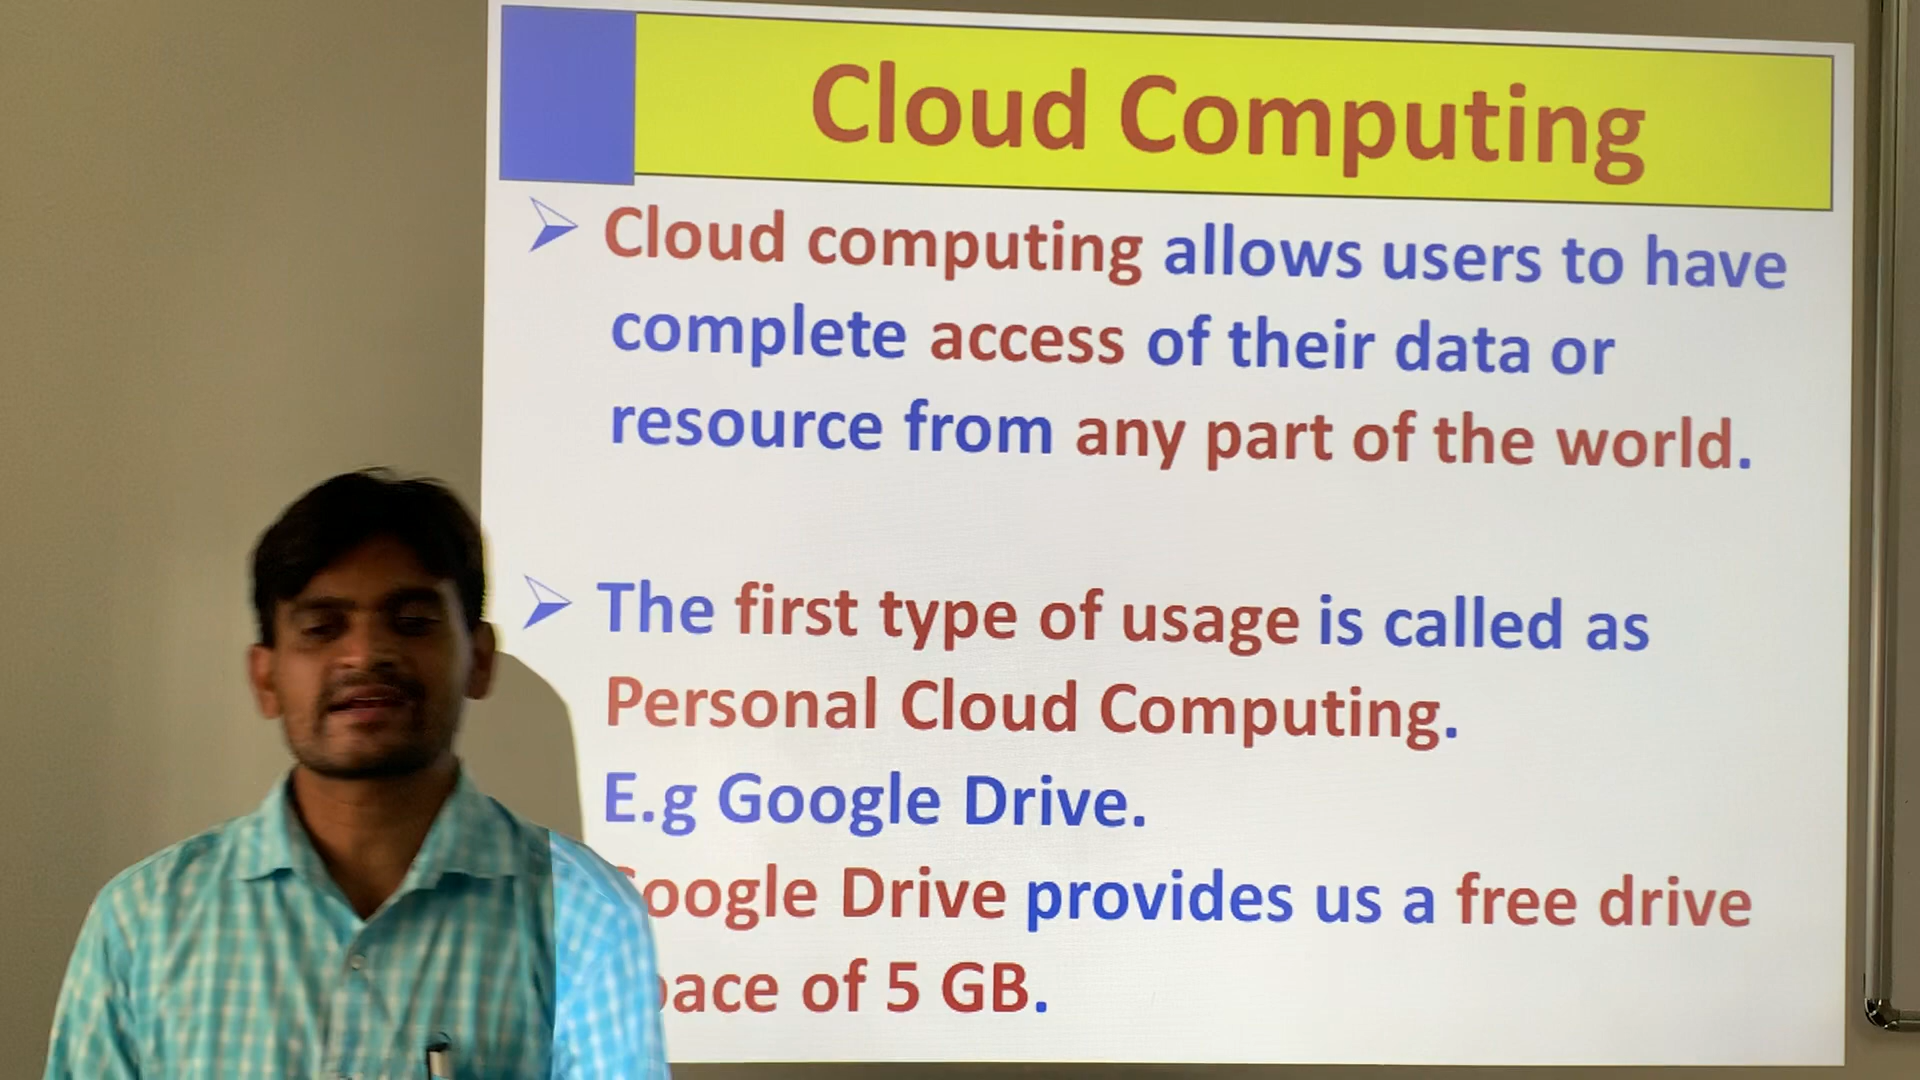 Cloud Computing
Cloud computing allows users to have
complete access of their data or
resource from any part of the world.
The first type of usage is called as
Personal Cloud Computing.
E.g Google Drive.
Google Drive provides us a free drive
of 5 GB.